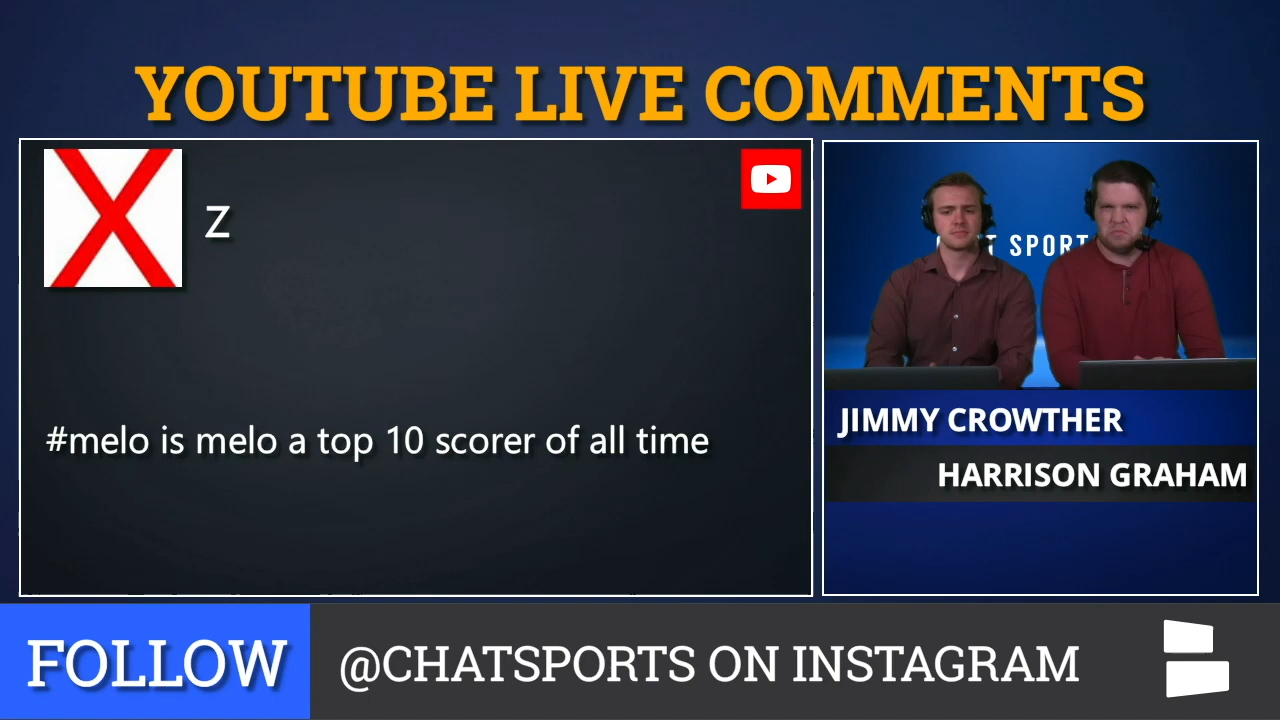 YOUTUBE LIVE COMMENTS
z
#melo is melo a top 10 scorer of all time
T SPORT
JIMMY CROWTHER
HARRISON GRAHAM
FOLLOW
@CHATSPORTS ON INSTAGRAM